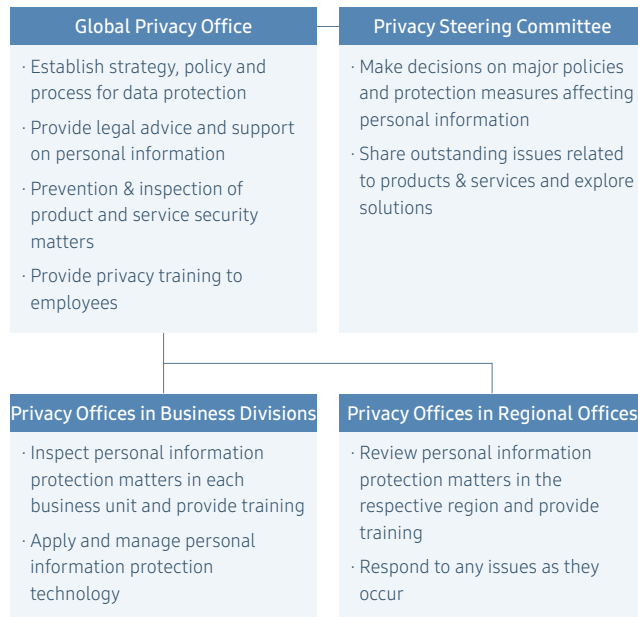 Global Privacy Office
· Establish strategy, policy and
process for data protection
· Provide legal advice and support
on personal information
· Prevention & inspection of
product and service security
matters
· Provide privacy training to
employees
Privacy Steering Committee
· Make decisions on major policies
and protection measures affecting
personal information
· Share outstanding issues related
to products & services and explore
solutions
Privacy Offices in Business Divisions
· Inspect personal information
protection matters in each
business unit and provide training
· Apply and manage personal
information protection
technology
Privacy Offices in Regional Offices
· Review personal information
protection matters in the
respective region and provide
training
· Respond to any issues as they
occur